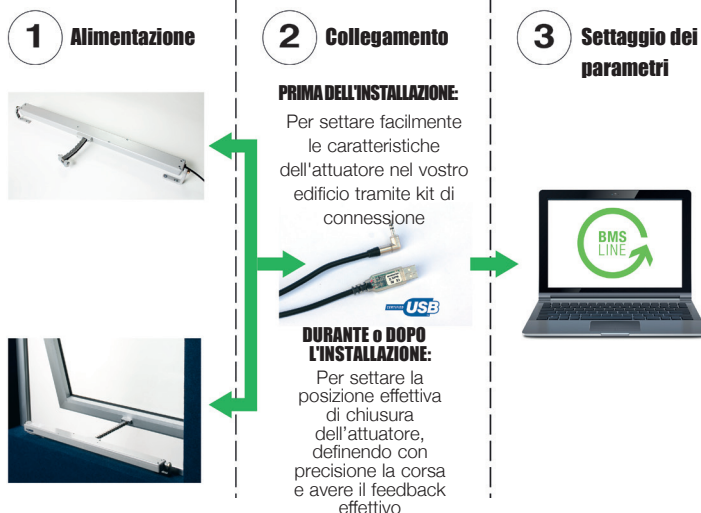 1 Alimentazione
2 Collegamento
PRIMA DELL'INSTALLAZIONE:
Per settare facilmente
le caratteristiche
dell'attuatore nel vostro
edificio tramite kit di
connessione
USB
DURANTE o DOPO
L'INSTALLAZIONE:
Per settare la
posizione effettiva
di chiusura
dell'attuatore,
definendo con
precisione la corsa
e avere il feedback
effettivo
3 Settaggio dei
parametri
BMS
LINE